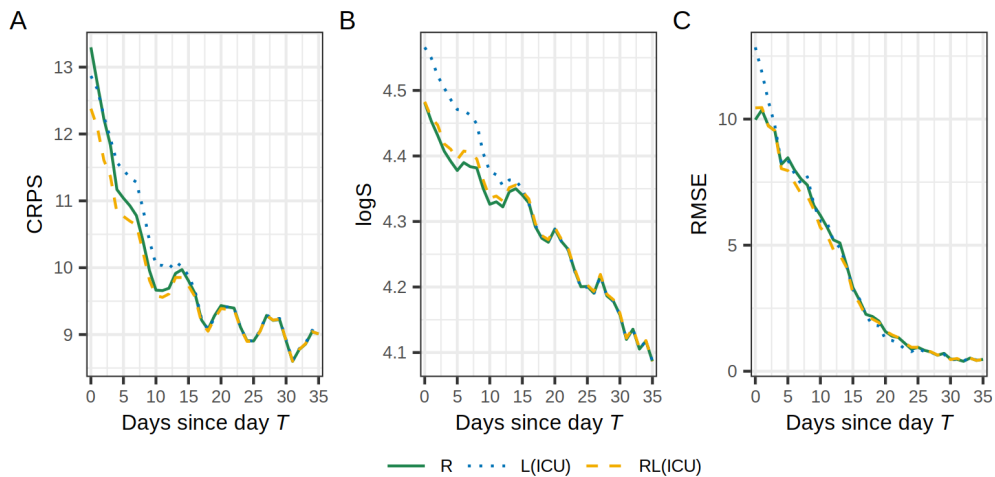 A
CRPS
13
12
11
10
9
0 5 10 15 20 25 30 35
Days since day T
B
logS
4.5
4.4
4.3
4.2
4.1
0 5 10 15 20 25 30 35
Days since day T
C
RMSE
10
5
0
0 5 10 15 20 25 30 35
Days since day T
R L(ICU) RL(ICU)